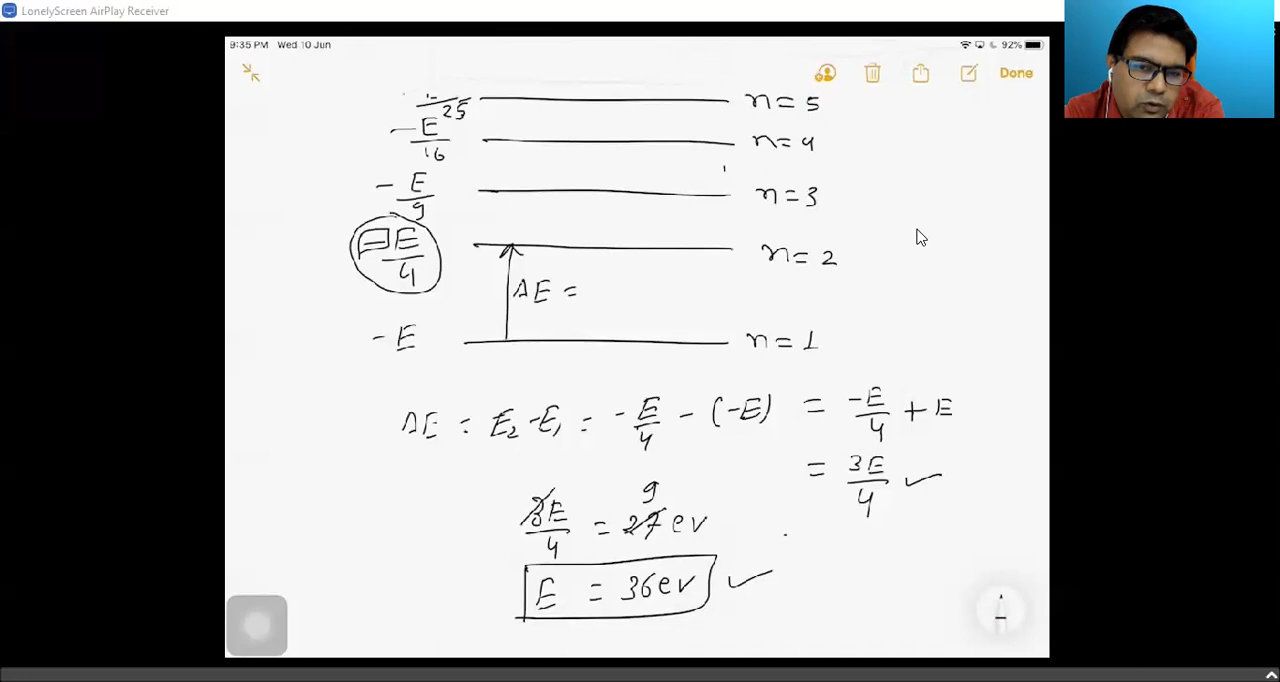 LonelyScreen AirPlay Receiver
9:35 PM Wed 10 Jun 92%
Done
25 n = 5
-E/16 n = 4
-E/9 n = 3
-E/4 n = 2
ΔE =
-E n = 1
ΔE = E2 - E1 = -E/4 - (-E) = -E/4 + E
= 3E/4 ✓
9
3E/4 = 27 ev
E = 36 ev ✓